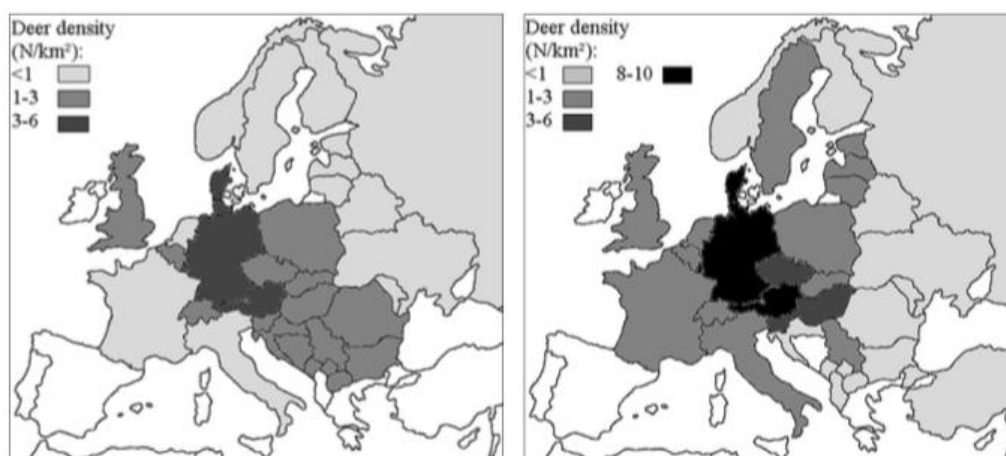 Deer density
(N/km²):
<1
1-3
3-6
Deer density
(N/km²):
<1 8-10
1-3
3-6